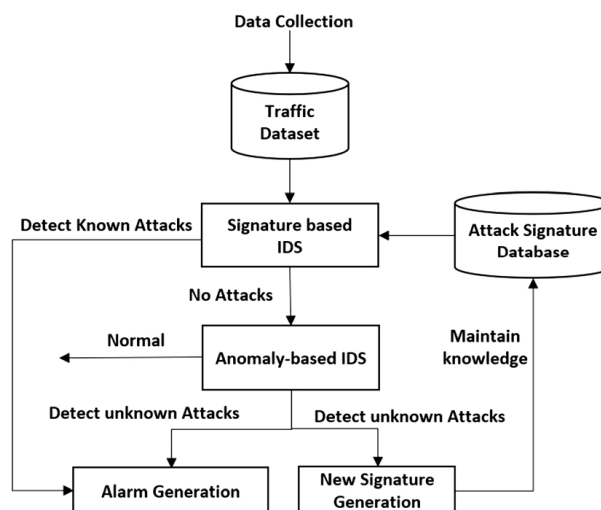 Data Collection
Traffic
Dataset
Detect Known Attacks
Signature based
IDS
Attack Signature
Database
No Attacks
Normal
Anomaly-based IDS
Maintain
knowledge
Detect unknown Attacks
Detect unknown Attacks
Alarm Generation
New Signature
Generation